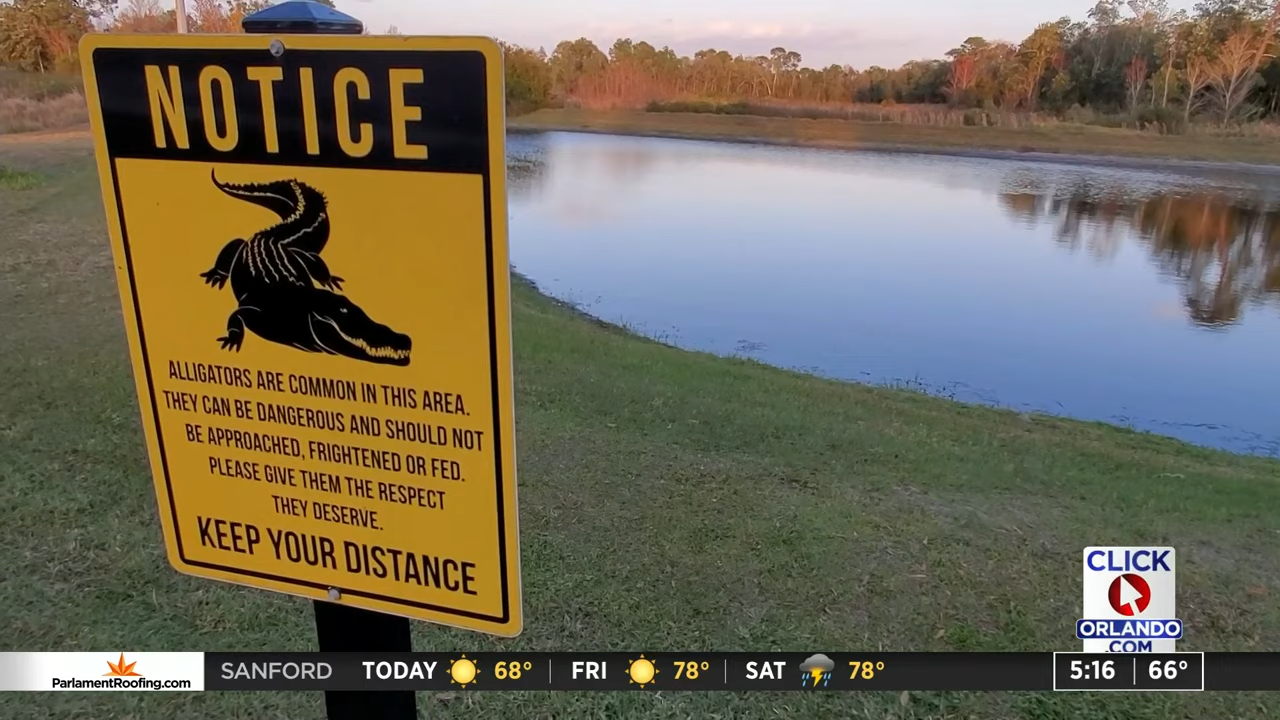 NOTICE
ALLIGATORS ARE COMMON IN THIS AREA.
THEY CAN BE DANGEROUS AND SHOULD NOT
BE APPROACHED, FRIGHTENED OR FED.
PLEASE GIVE THEM THE RESPECT
THEY DESERVE.
KEEP YOUR DISTANCE
CLICK
ORLANDO
.COM
ParlamentRoofing.com SANFORD TODAY 68° FRI 78° SAT 78° 5:16 66°